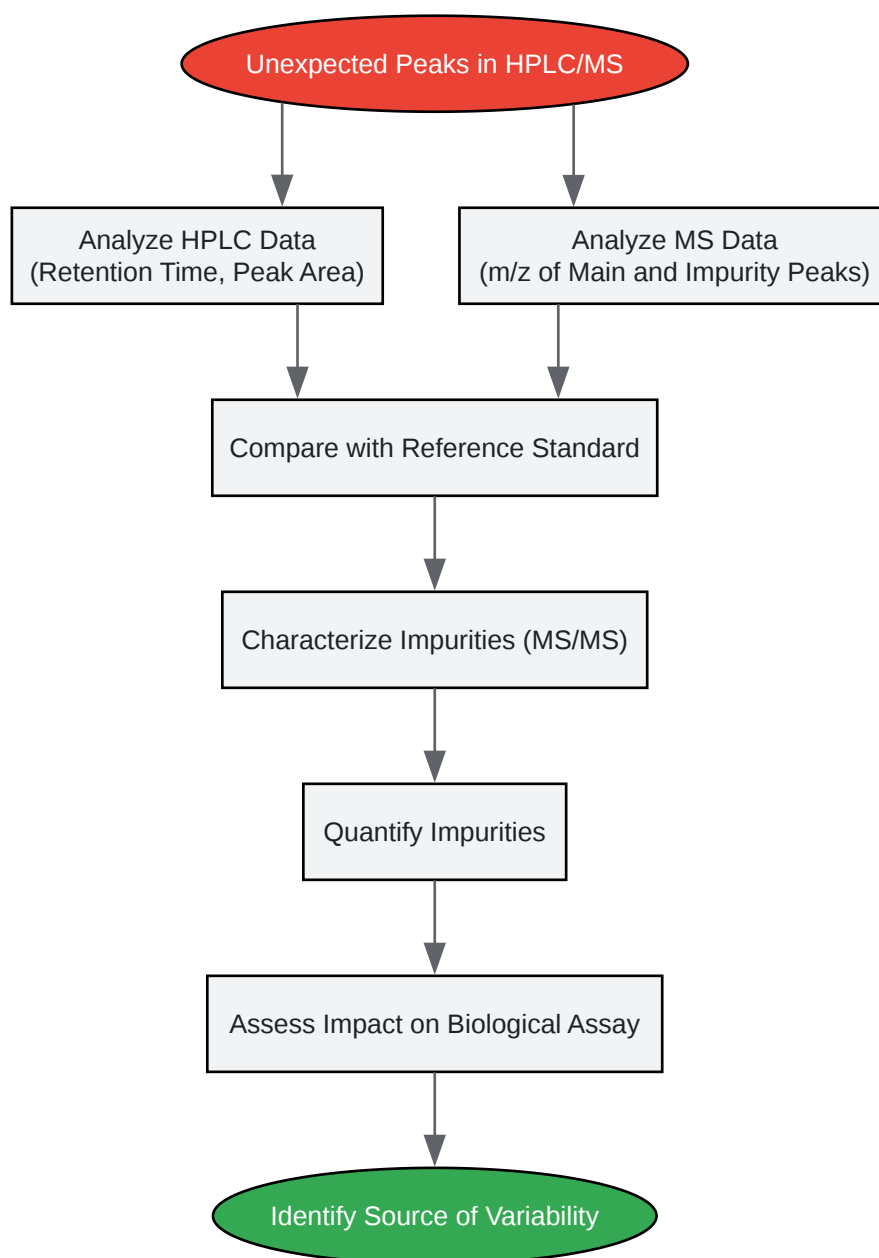 Unexpected Peaks in HPLC/MS
Analyze HPLC Data
(Retention Time, Peak Area)
Analyze MS Data
(m/z of Main and Impurity Peaks)
Compare with Reference Standard
Characterize Impurities (MS/MS)
Quantify Impurities
Assess Impact on Biological Assay
Identify Source of Variability